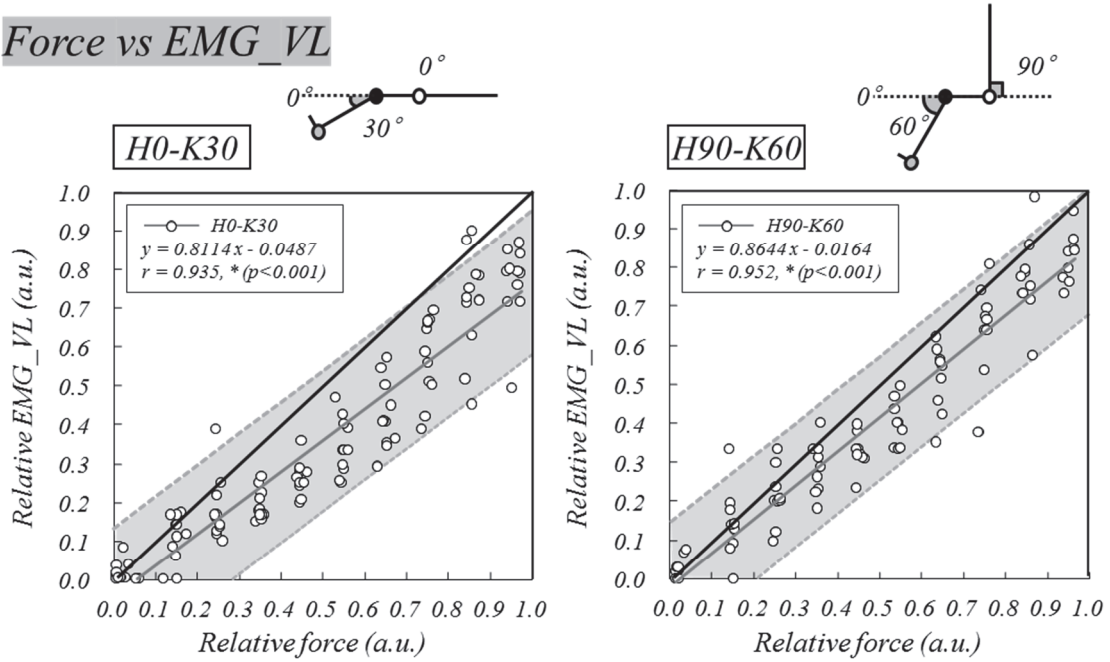 Force vs EMG_VL
0°
0°
30°
90°
0°
60°
H0-K30
H90-K60
1.0
0.9
0.8
0.7
0.6
0.5
0.4
0.3
0.2
0.1
0.0
Relative EMG_VL (a.u.)
H0-K30
y = 0.8114x - 0.0487
r = 0.935, * (p<0.001)
0.0 0.1 0.2 0.3 0.4 0.5 0.6 0.7 0.8 0.9 1.0
Relative force (a.u.)
1.0
0.9
0.8
0.7
0.6
0.5
0.4
0.3
0.2
0.1
0.0
Relative EMG_VL (a.u.)
H90-K60
y = 0.8644x - 0.0164
r = 0.952, * (p<0.001)
0.0 0.1 0.2 0.3 0.4 0.5 0.6 0.7 0.8 0.9 1.0
Relative force (a.u.)